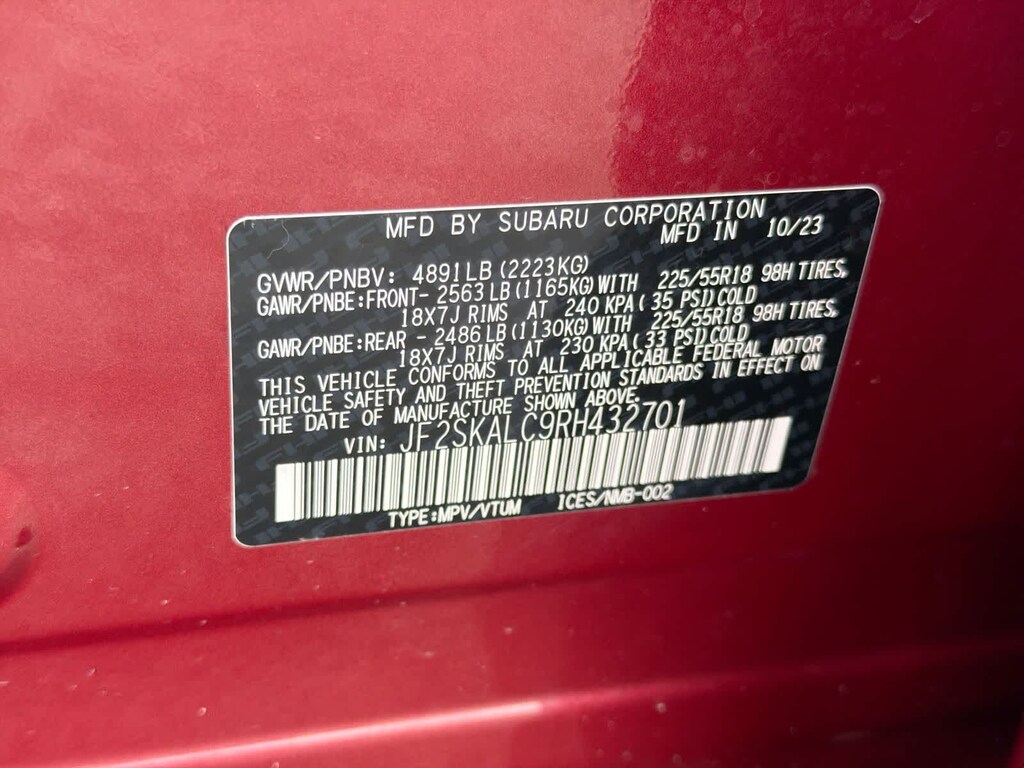 MFD BY SUBARU CORPORATION
MFD IN 10/23
GVWR/PNBV: 4891LB (2223KG)
GAWR/PNBE:FRONT- 2563LB(1165KG)WITH 225/55R18 98H TIRES,
18X7J RIMS AT 240 KPA( 35 PSI)COLD
GAWR/PNBE:REAR - 2486LB(1130KG)WITH 225/55R18 98H TIRES,
18X7J RIMS AT 230 KPA( 33 PSI)COLD
THIS VEHICLE CONFORMS TO ALL APPLICABLE FEDERAL MOTOR
VEHICLE SAFETY AND THEFT PREVENTION STANDARDS IN EFFECT ON
THE DATE OF MANUFACTURE SHOWN ABOVE.
VIN: JF2SKALC9RH432701
TYPE:MPV/VTUM ICES/NMB-002